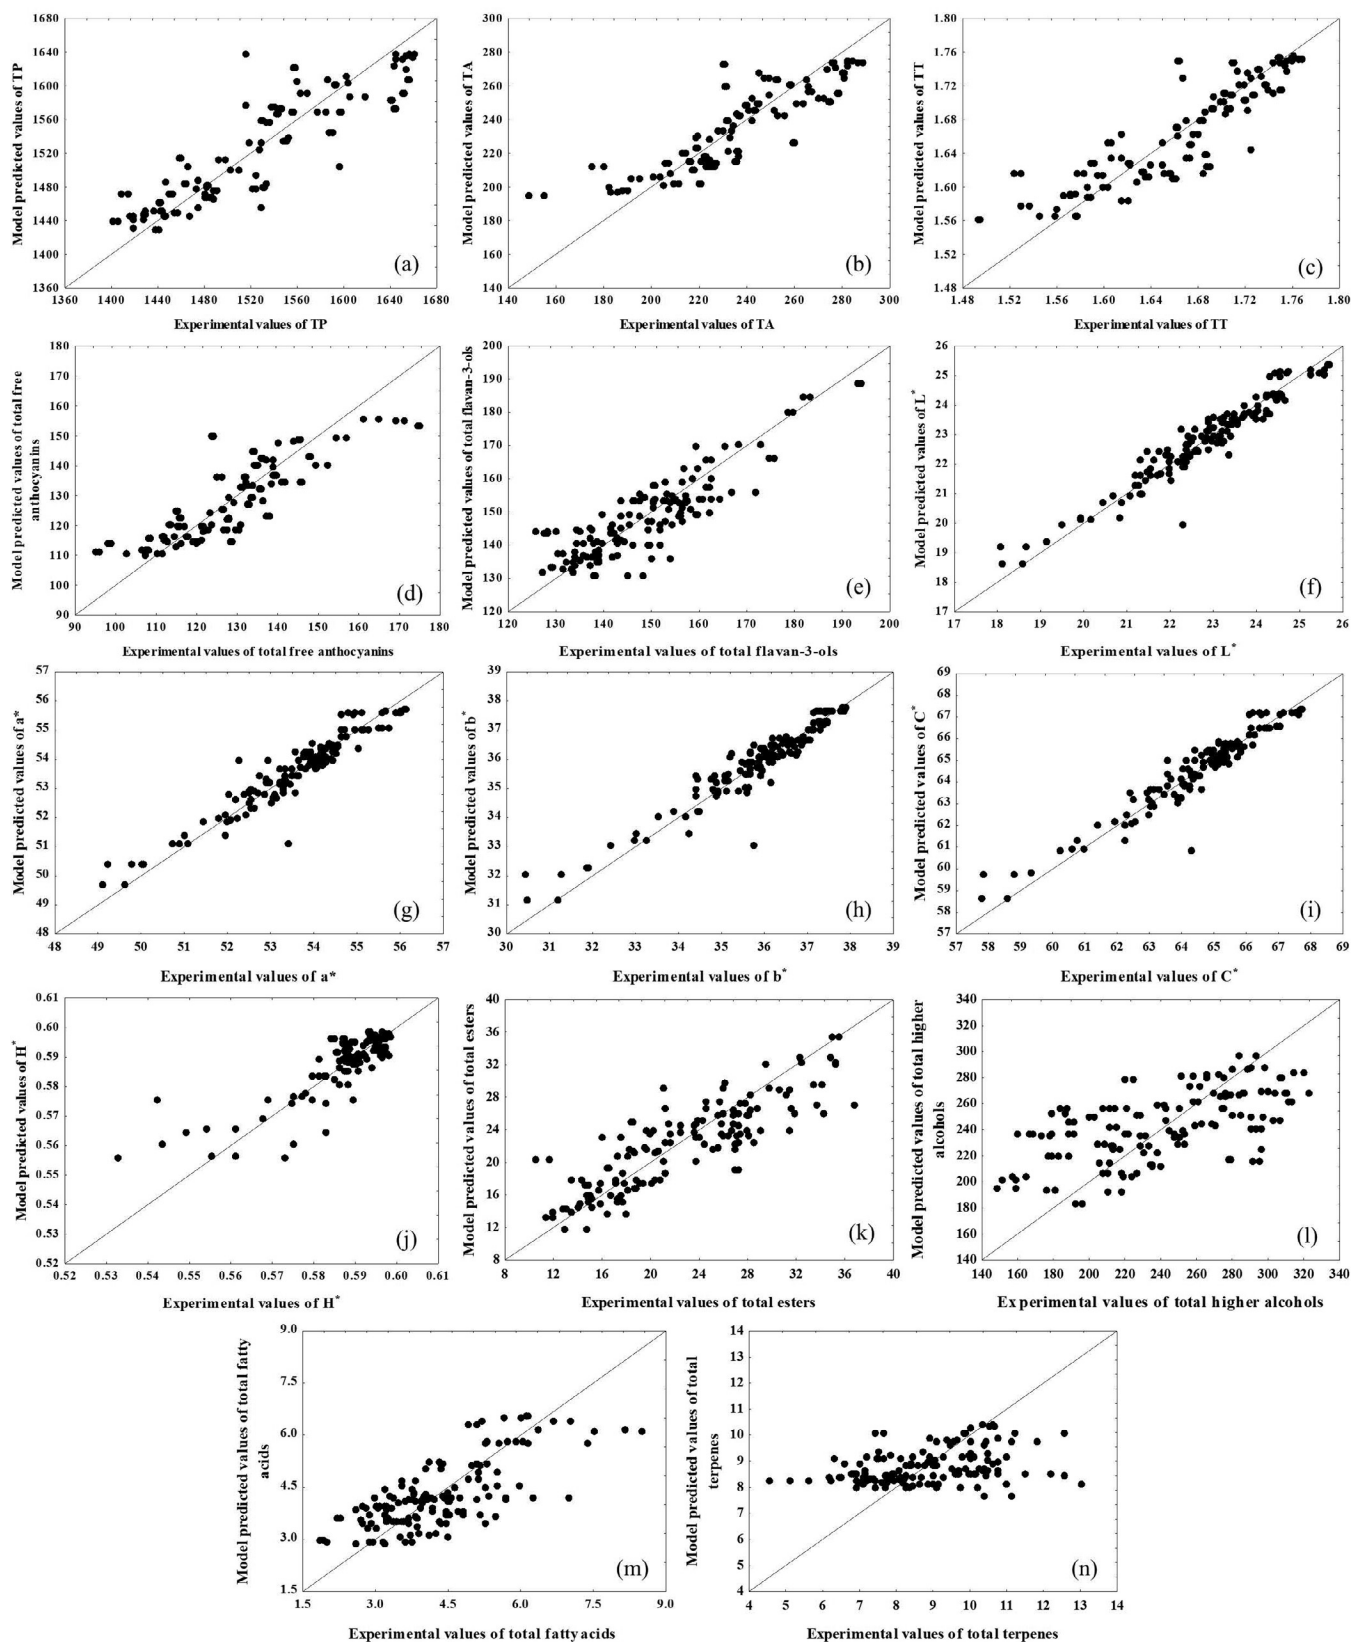 Model predicted values of TP
1680
1640
1600
1560
1520
1480
1440
1400
1360
(a)
1360 1400 1440 1480 1520 1560 1600 1640 1680
Experimental values of TP
Model predicted values of TA
300
280
260
240
220
200
180
160
140
(b)
140 160 180 200 220 240 260 280 300
Experimental values of TA
Model predicted values of TT
1.80
1.76
1.72
1.68
1.64
1.60
1.56
1.52
1.48
(c)
1.48 1.52 1.56 1.60 1.64 1.68 1.72 1.76 1.80
Experimental values of TT
Model predicted values of total free
anthocyanins
180
170
160
150
140
130
120
110
100
90
(d)
90 100 110 120 130 140 150 160 170 180
Experimental values of total free anthocyanins
Model predicted values of total flavan-3-ols
200
190
180
170
160
150
140
130
120
(e)
120 130 140 150 160 170 180 190 200
Experimental values of total flavan-3-ols
Model predicted values of L*
26
25
24
23
22
21
20
19
18
17
(f)
17 18 19 20 21 22 23 24 25 26
Experimental values of L*
Model predicted values of a*
57
56
55
54
53
52
51
50
49
48
(g)
48 49 50 51 52 53 54 55 56 57
Experimental values of a*
Model predicted values of b*
39
38
37
36
35
34
33
32
31
30
(h)
30 31 32 33 34 35 36 37 38 39
Experimental values of b*
Model predicted values of C*
69
68
67
66
65
64
63
62
61
60
59
58
57
(i)
57 58 59 60 61 62 63 64 65 66 67 68 69
Experimental values of C*
Model predicted values of H*
0.61
0.60
0.59
0.58
0.57
0.56
0.55
0.54
0.53
0.52
(j)
0.52 0.53 0.54 0.55 0.56 0.57 0.58 0.59 0.60 0.61
Experimental values of H*
Model predicted values of total esters
40
36
32
28
24
20
16
12
8
(k)
8 12 16 20 24 28 32 36 40
Experimental values of total esters
Model predicted values of total higher
alcohols
340
320
300
280
260
240
220
200
180
160
140
(l)
140 160 180 200 220 240 260 280 300 320 340
Experimental values of total higher alcohols
Model predicted values of total fatty
acids
9.0
7.5
6.0
4.5
3.0
1.5
(m)
1.5 3.0 4.5 6.0 7.5 9.0
Experimental values of total fatty acids
Model predicted values of total
terpenes
14
13
12
11
10
9
8
7
6
5
4
(n)
4 5 6 7 8 9 10 11 12 13 14
Experimental values of total terpenes